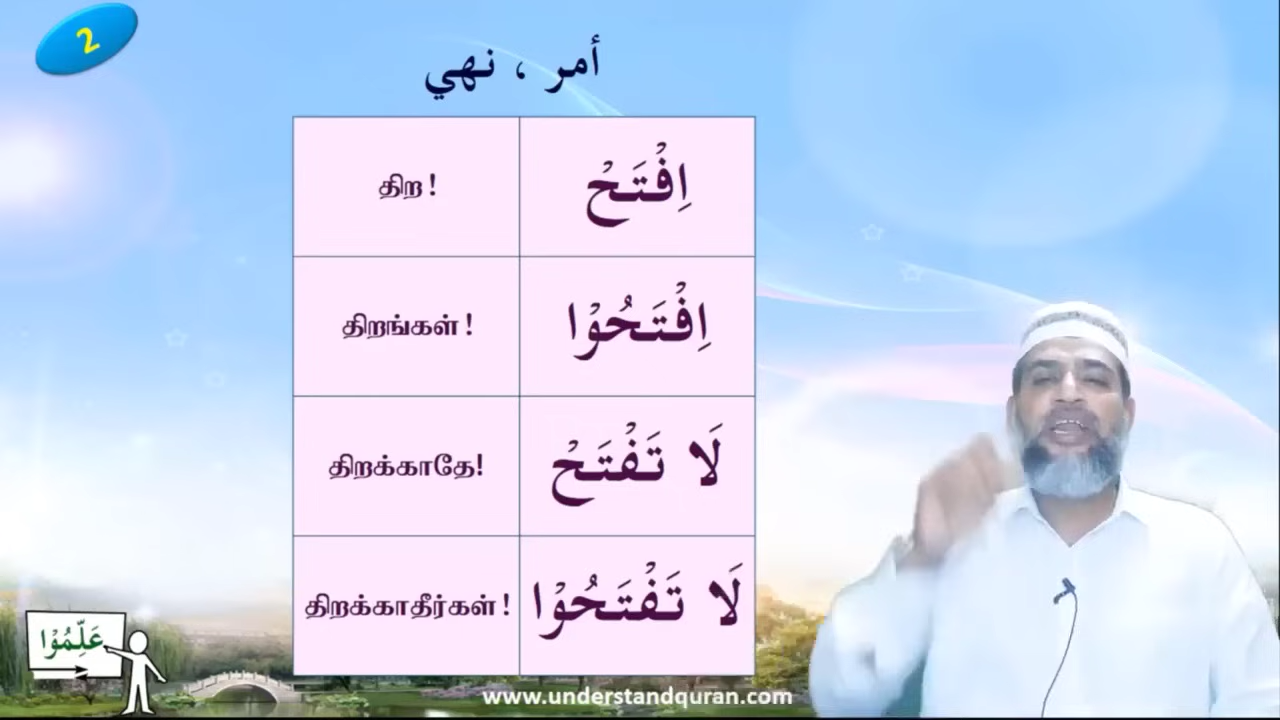 2
أمر ، نهي
திற! اِفْتَحْ
திறங்கள்! اِفْتَحُوْا
திறக்காதே! لَا تَفْتَحْ
திறக்காதீர்கள்! لَا تَفْتَحُوْا
عَلِّمُوْا
www.understandquran.com